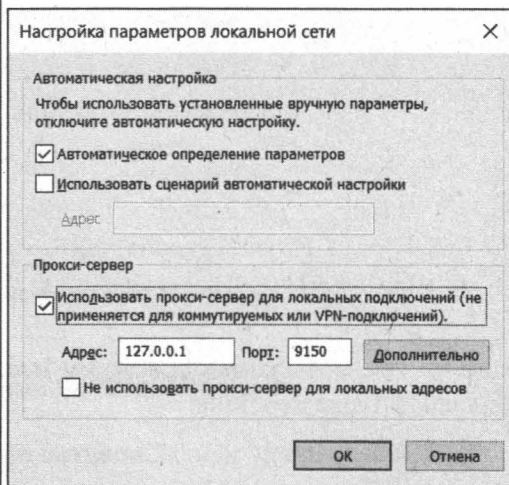 Настройка параметров локальной сети
Автоматическая настройка
Чтобы использовать установленные вручную параметры,
отключите автоматическую настройку.
Автоматическое определение параметров
Использовать сценарий автоматической настройки
Адрес
Прокси-сервер
Использовать прокси-сервер для локальных подключений (не
применяется для коммутируемых или VPN-подключений).
Адрес: 127.0.0.1 Порт: 9150 Дополнительно
Не использовать прокси-сервер для локальных адресов
ОК Отмена